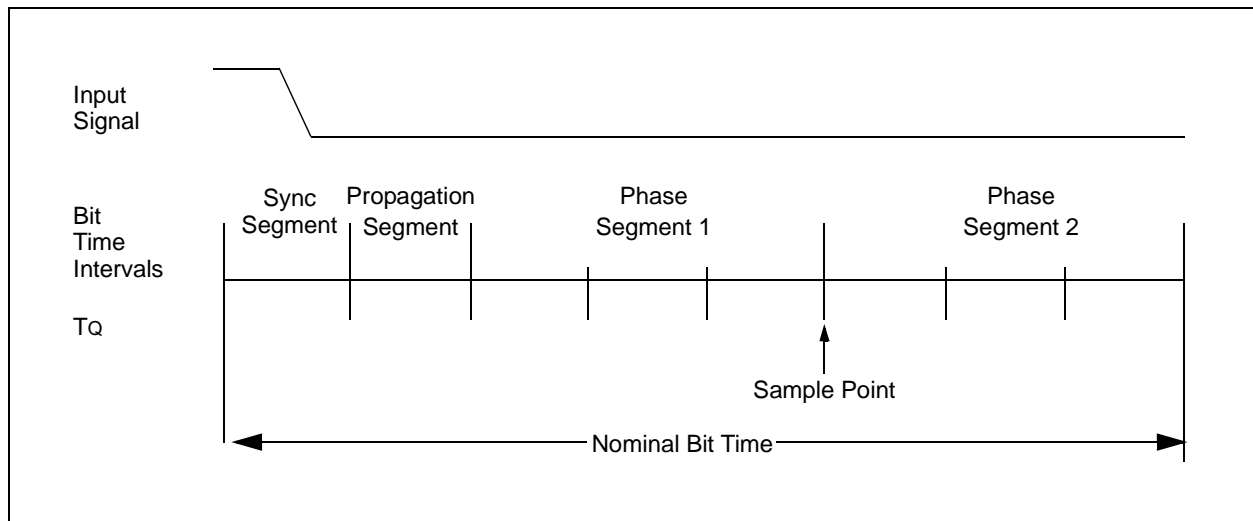 Input
Signal
Sync
Segment
Propagation
Segment
Phase
Segment 1
Phase
Segment 2
Bit
Time
Intervals
TQ
Sample Point
Nominal Bit Time